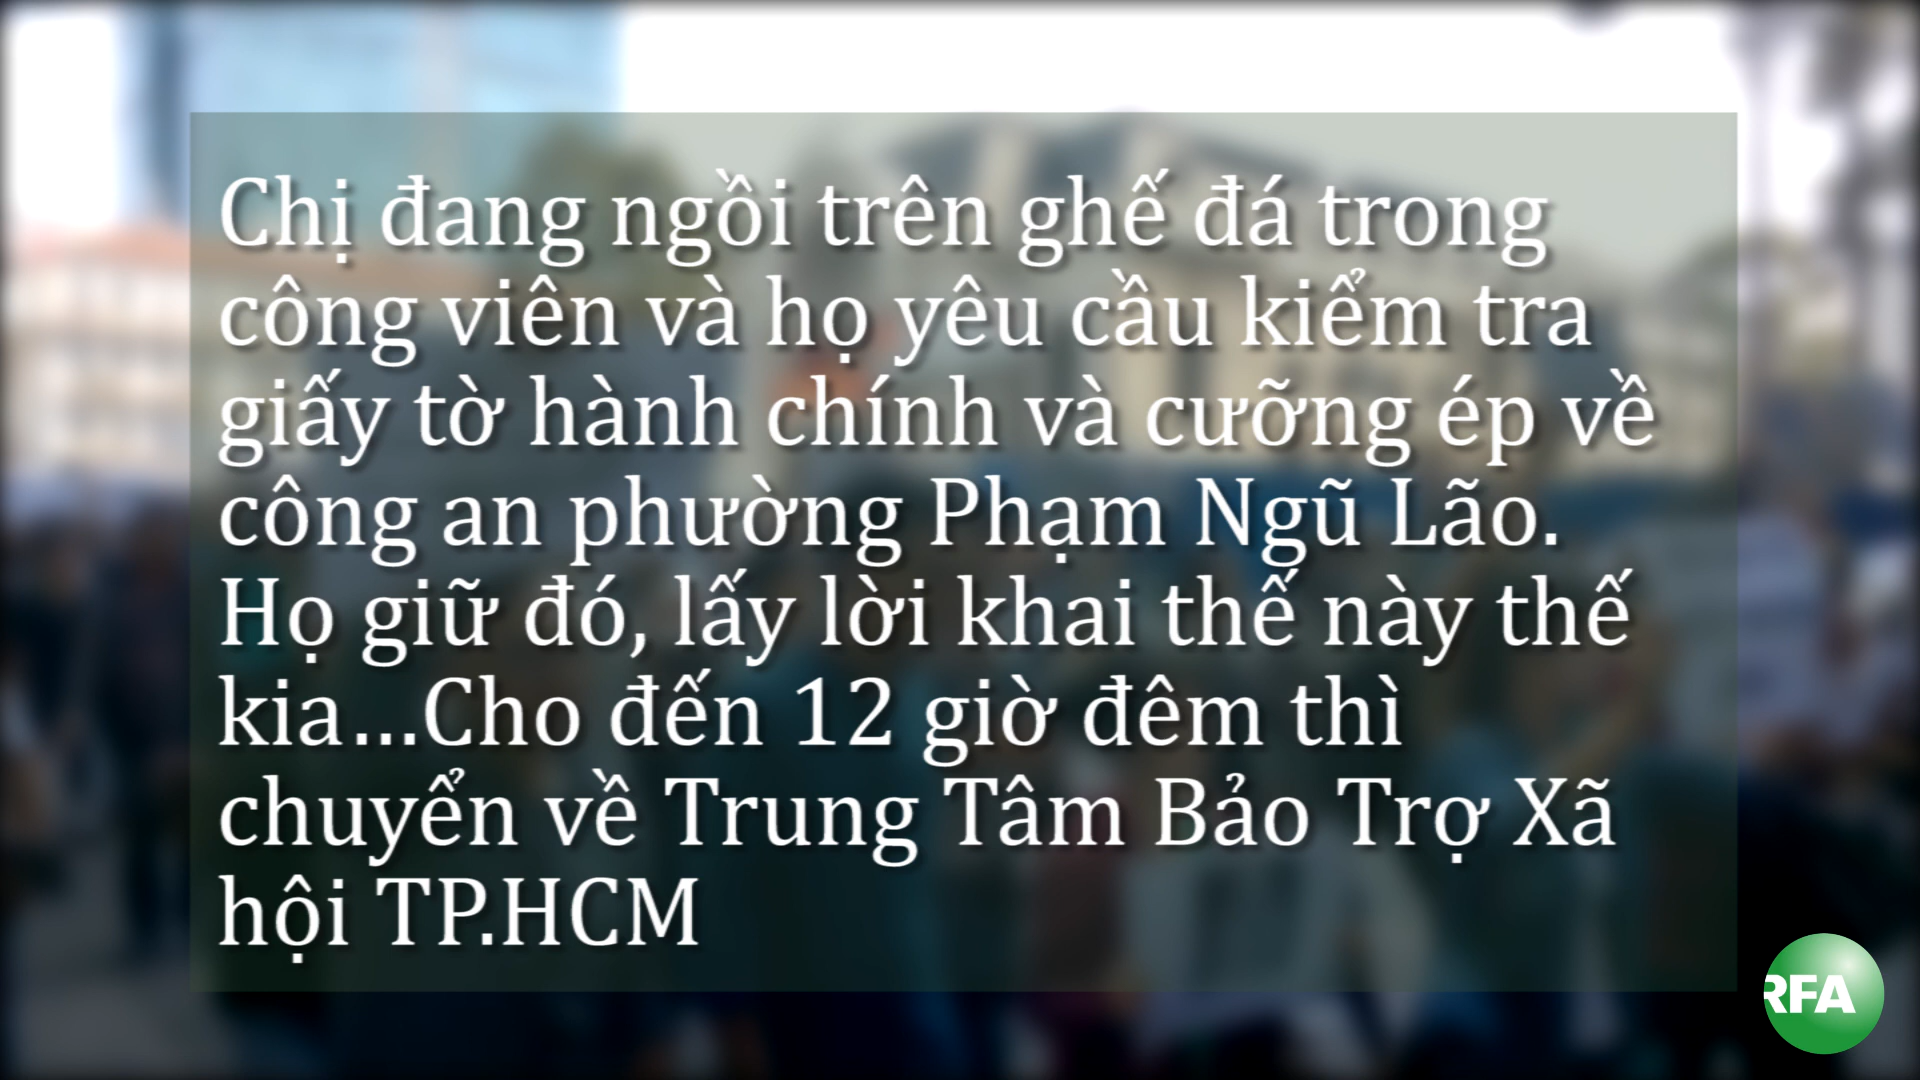 Chị đang ngồi trên ghế đá trong
công viên và họ yêu cầu kiểm tra
giấy tờ hành chính và cưỡng ép về
công an phường Phạm Ngũ Lão.
Họ giữ đó, lấy lời khai thế này thế
kia...Cho đến 12 giờ đêm thì
chuyển về Trung Tâm Bảo Trợ Xã
hội TP.HCM
RFA